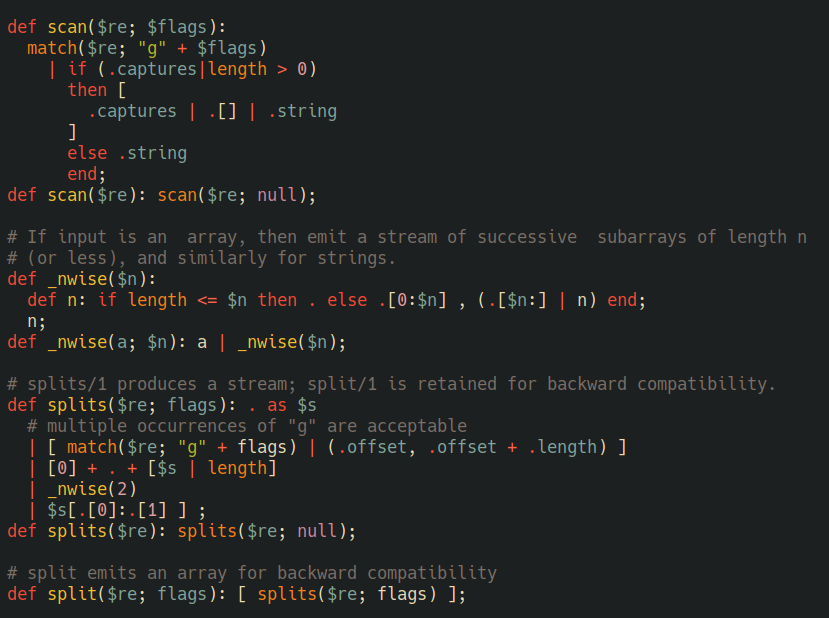 def scan($re; $flags):
  match($re; "g" + $flags)
    | if (.captures|length > 0)
      then [
        .captures | .[] | .string
      ]
      else .string
      end;
def scan($re): scan($re; null);

# If input is an  array, then emit a stream of successive  subarrays of length n
# (or less), and similarly for strings.
def _nwise($n):
  def n: if length <= $n then . else .[0:$n] , (.[$n:] | n) end;
  n;
def _nwise(a; $n): a | _nwise($n);

# splits/1 produces a stream; split/1 is retained for backward compatibility.
def splits($re; flags): . as $s
  # multiple occurrences of "g" are acceptable
  | [ match($re; "g" + flags) | (.offset, .offset + .length) ]
  | [0] + . + [$s | length]
  | _nwise(2)
  | $s[.[0]:.[1] ] ;
def splits($re): splits($re; null);

# split emits an array for backward compatibility
def split($re; flags): [ splits($re; flags) ];